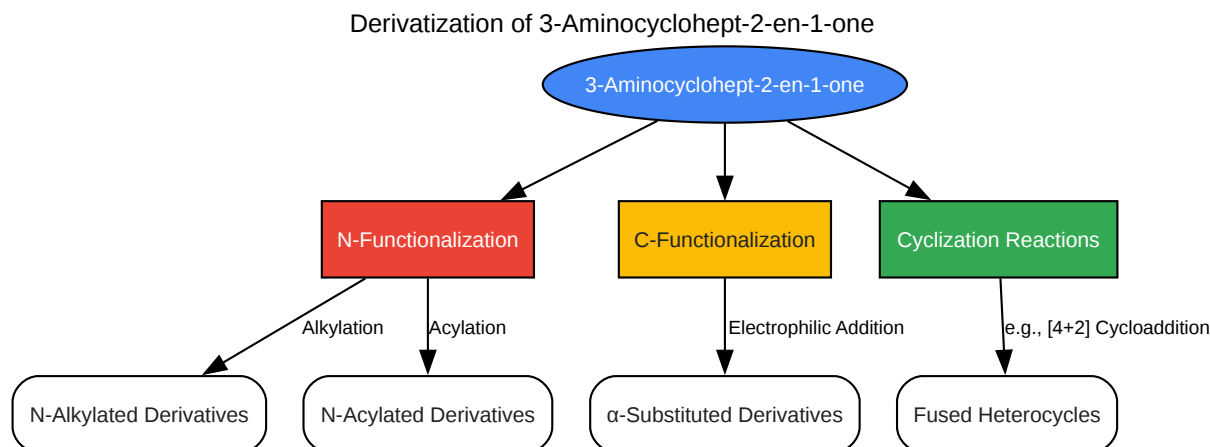 Derivatization of 3-Aminocyclohept-2-en-1-one
3-Aminocyclohept-2-en-1-one
N-Functionalization
C-Functionalization
Cyclization Reactions
Alkylation
Acylation
Electrophilic Addition
e.g., [4+2] Cycloaddition
N-Alkylated Derivatives
N-Acylated Derivatives
α-Substituted Derivatives
Fused Heterocycles